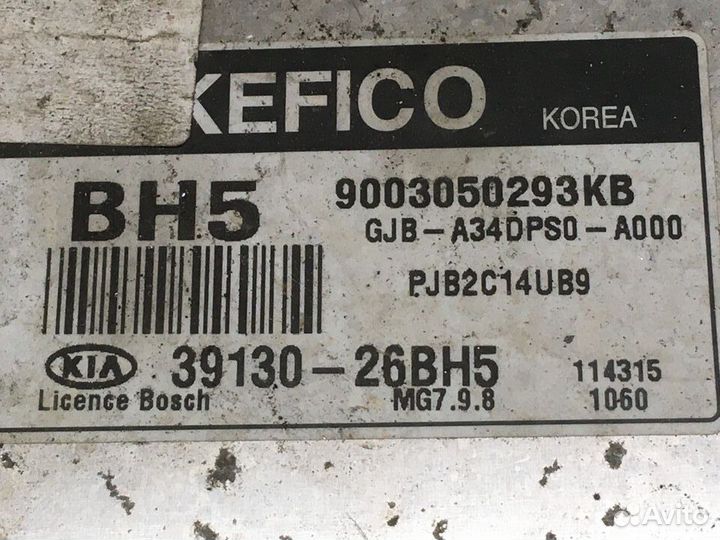 KEFICO KOREA
BH5 9003050293KB
GJB-A34DPS0-A000
PJB2C14UB9
KIA 39130-26BH5 114315
Licence Bosch MG7.9.8 1060
Avito